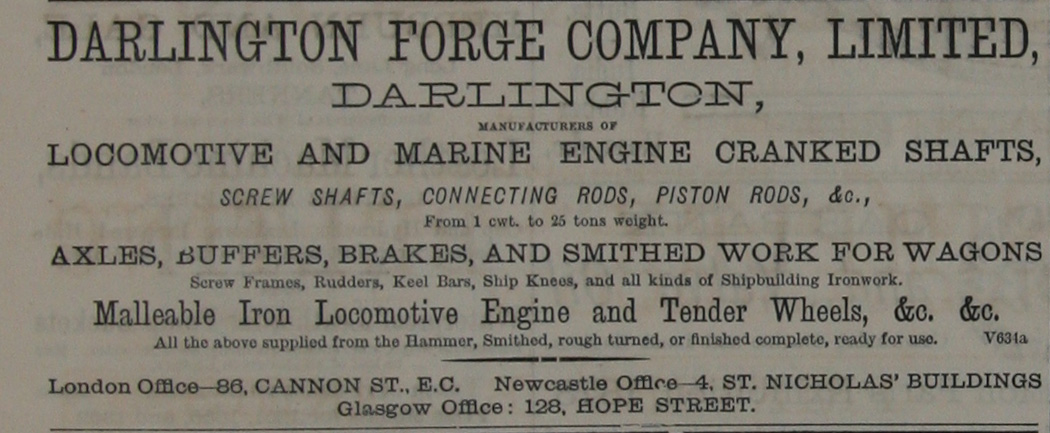 DARLINGTON FORGE COMPANY, LIMITED,
DARLINGTON,
MANUFACTURERS OF
LOCOMOTIVE AND MARINE ENGINE CRANKED SHAFTS,
SCREW SHAFTS, CONNECTING RODS, PISTON RODS, &c.,
From 1 cwt. to 25 tons weight.
AXLES, BUFFERS, BRAKES, AND SMITHED WORK FOR WAGONS
Screw Frames, Rudders, Keel Bars, Ship Knees, and all kinds of Shipbuilding Ironwork.
Malleable Iron Locomotive Engine and Tender Wheels, &c. &c.
All the above supplied from the Hammer, Smithed, rough turned, or finished complete, ready for use. V634a
London Office—86, CANNON ST., E.C. Newcastle Office—4, ST. NICHOLAS' BUILDINGS
Glasgow Office: 128, HOPE STREET.